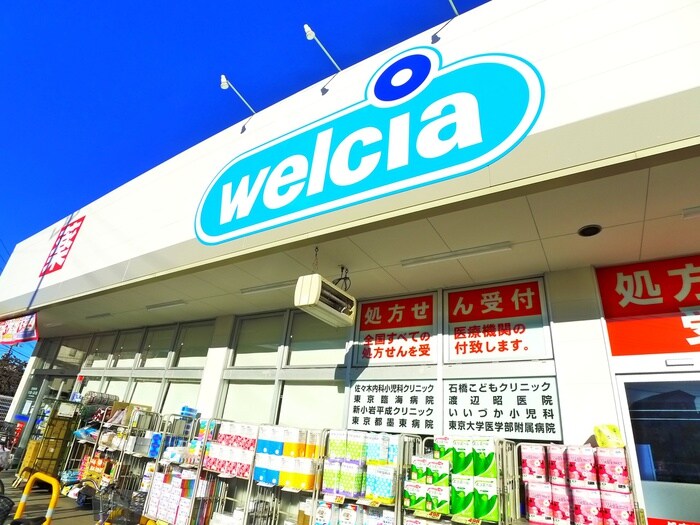 welcia
薬
処方せん受付
全国すべての 医療機関の
処方せんを受 付致します。
佐々木内科小児科クリニック
東京臨海病院
新小岩平成クリニック
東京都墨東病院
石橋こどもクリニック
渡辺昭医院
いいづか小児科
東京大学医学部附属病院
処方